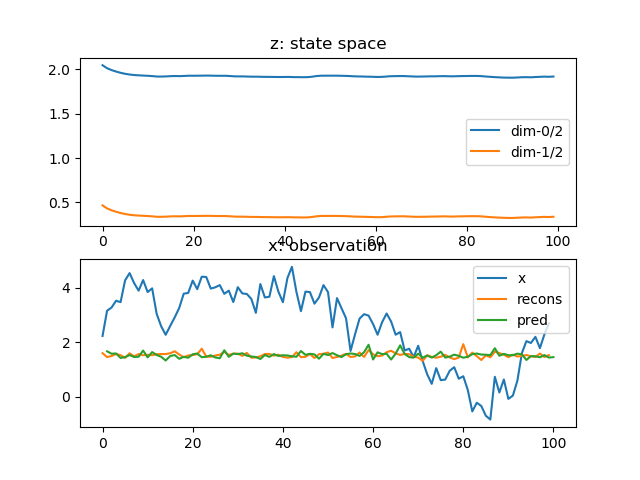 z: state space
2.0
1.5
1.0
0.5
dim-0/2
dim-1/2
0 20 40 60 80 100
x: observation
4
2
0
x
recons
pred
0 20 40 60 80 100